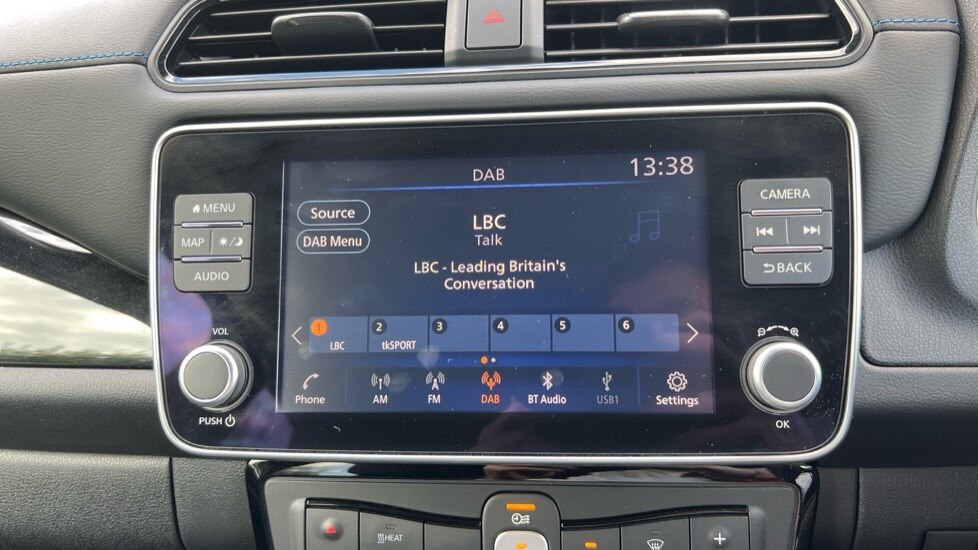 DAB 13:38
MENU
MAP
AUDIO
Source
DAB Menu
LBC
Talk
LBC - Leading Britain's
Conversation
CAMERA
BACK
1 2 3 4 5 6
LBC tkSPORT
VOL
PUSH
Phone AM FM DAB BT Audio USB1 Settings
OK
HEAT
+